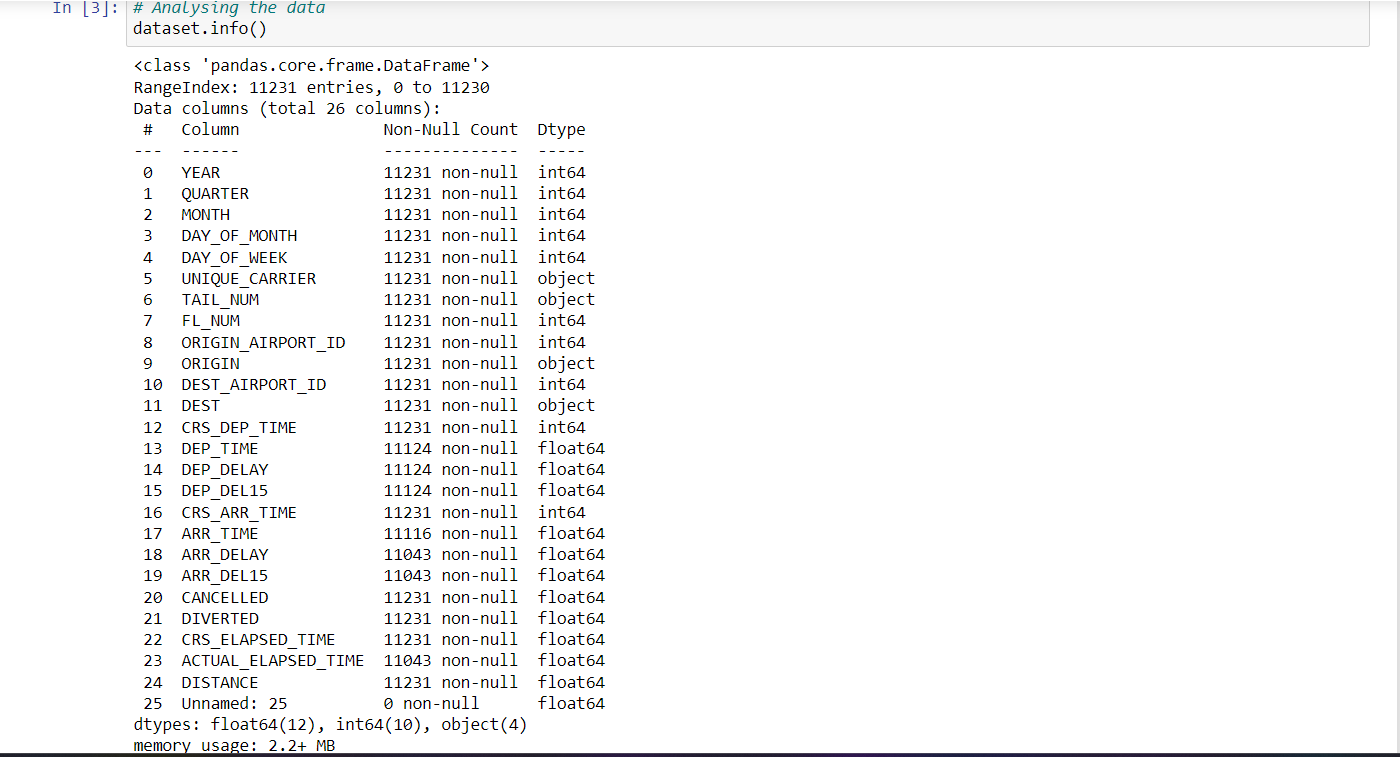 In [3]: # Analysing the data
dataset.info()
<class 'pandas.core.frame.DataFrame'>
RangeIndex: 11231 entries, 0 to 11230
Data columns (total 26 columns):
 #   Column               Non-Null Count  Dtype
---  ------               --------------  -----
 0   YEAR                 11231 non-null  int64
 1   QUARTER              11231 non-null  int64
 2   MONTH                11231 non-null  int64
 3   DAY_OF_MONTH         11231 non-null  int64
 4   DAY_OF_WEEK          11231 non-null  int64
 5   UNIQUE_CARRIER       11231 non-null  object
 6   TAIL_NUM             11231 non-null  object
 7   FL_NUM               11231 non-null  int64
 8   ORIGIN_AIRPORT_ID    11231 non-null  int64
 9   ORIGIN               11231 non-null  object
 10  DEST_AIRPORT_ID      11231 non-null  int64
 11  DEST                 11231 non-null  object
 12  CRS_DEP_TIME         11231 non-null  int64
 13  DEP_TIME             11124 non-null  float64
 14  DEP_DELAY            11124 non-null  float64
 15  DEP_DEL15            11124 non-null  float64
 16  CRS_ARR_TIME         11231 non-null  int64
 17  ARR_TIME             11116 non-null  float64
 18  ARR_DELAY            11043 non-null  float64
 19  ARR_DEL15            11043 non-null  float64
 20  CANCELLED            11231 non-null  float64
 21  DIVERTED             11231 non-null  float64
 22  CRS_ELAPSED_TIME     11231 non-null  float64
 23  ACTUAL_ELAPSED_TIME  11043 non-null  float64
 24  DISTANCE             11231 non-null  float64
 25  Unnamed: 25          0 non-null      float64
dtypes: float64(12), int64(10), object(4)
memory usage: 2.2+ MB